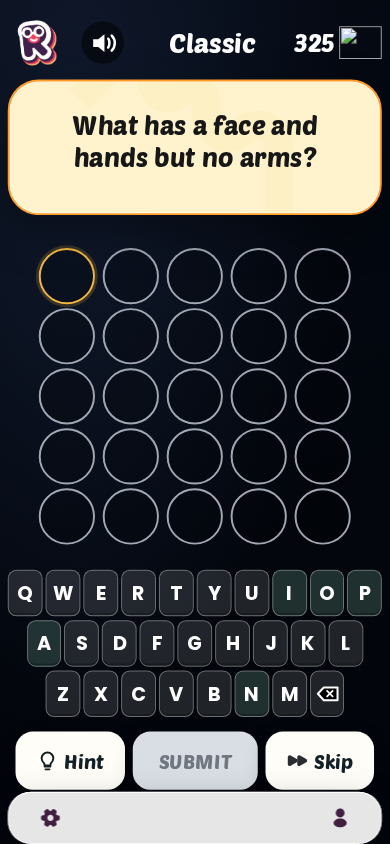 R
Classic
325
What has a face and
hands but no arms?
Q W E R T Y U I O P
A S D F G H J K L
Z X C V B N M
Hint
SUBMIT
Skip